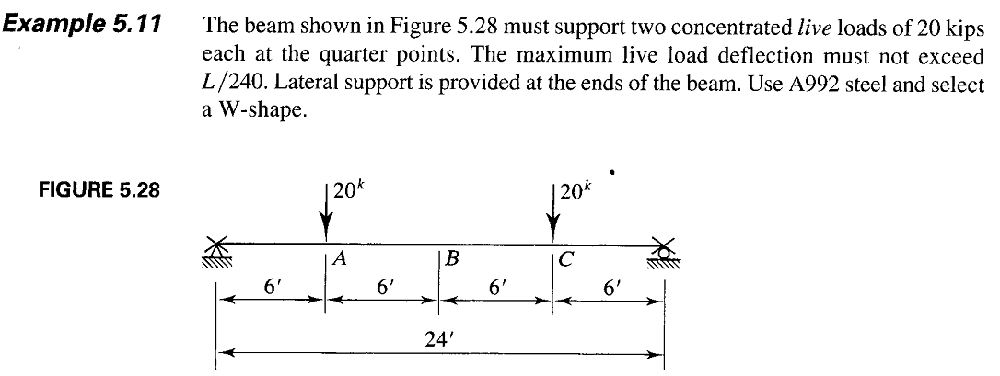 Example 5.11
The beam shown in Figure 5.28 must support two concentrated live loads of 20 kips
each at the quarter points. The maximum live load deflection must not exceed
L/240. Lateral support is provided at the ends of the beam. Use A992 steel and select
a W-shape.
FIGURE 5.28
20k
20k
A
B
C
6′
6′
6′
6′
24′